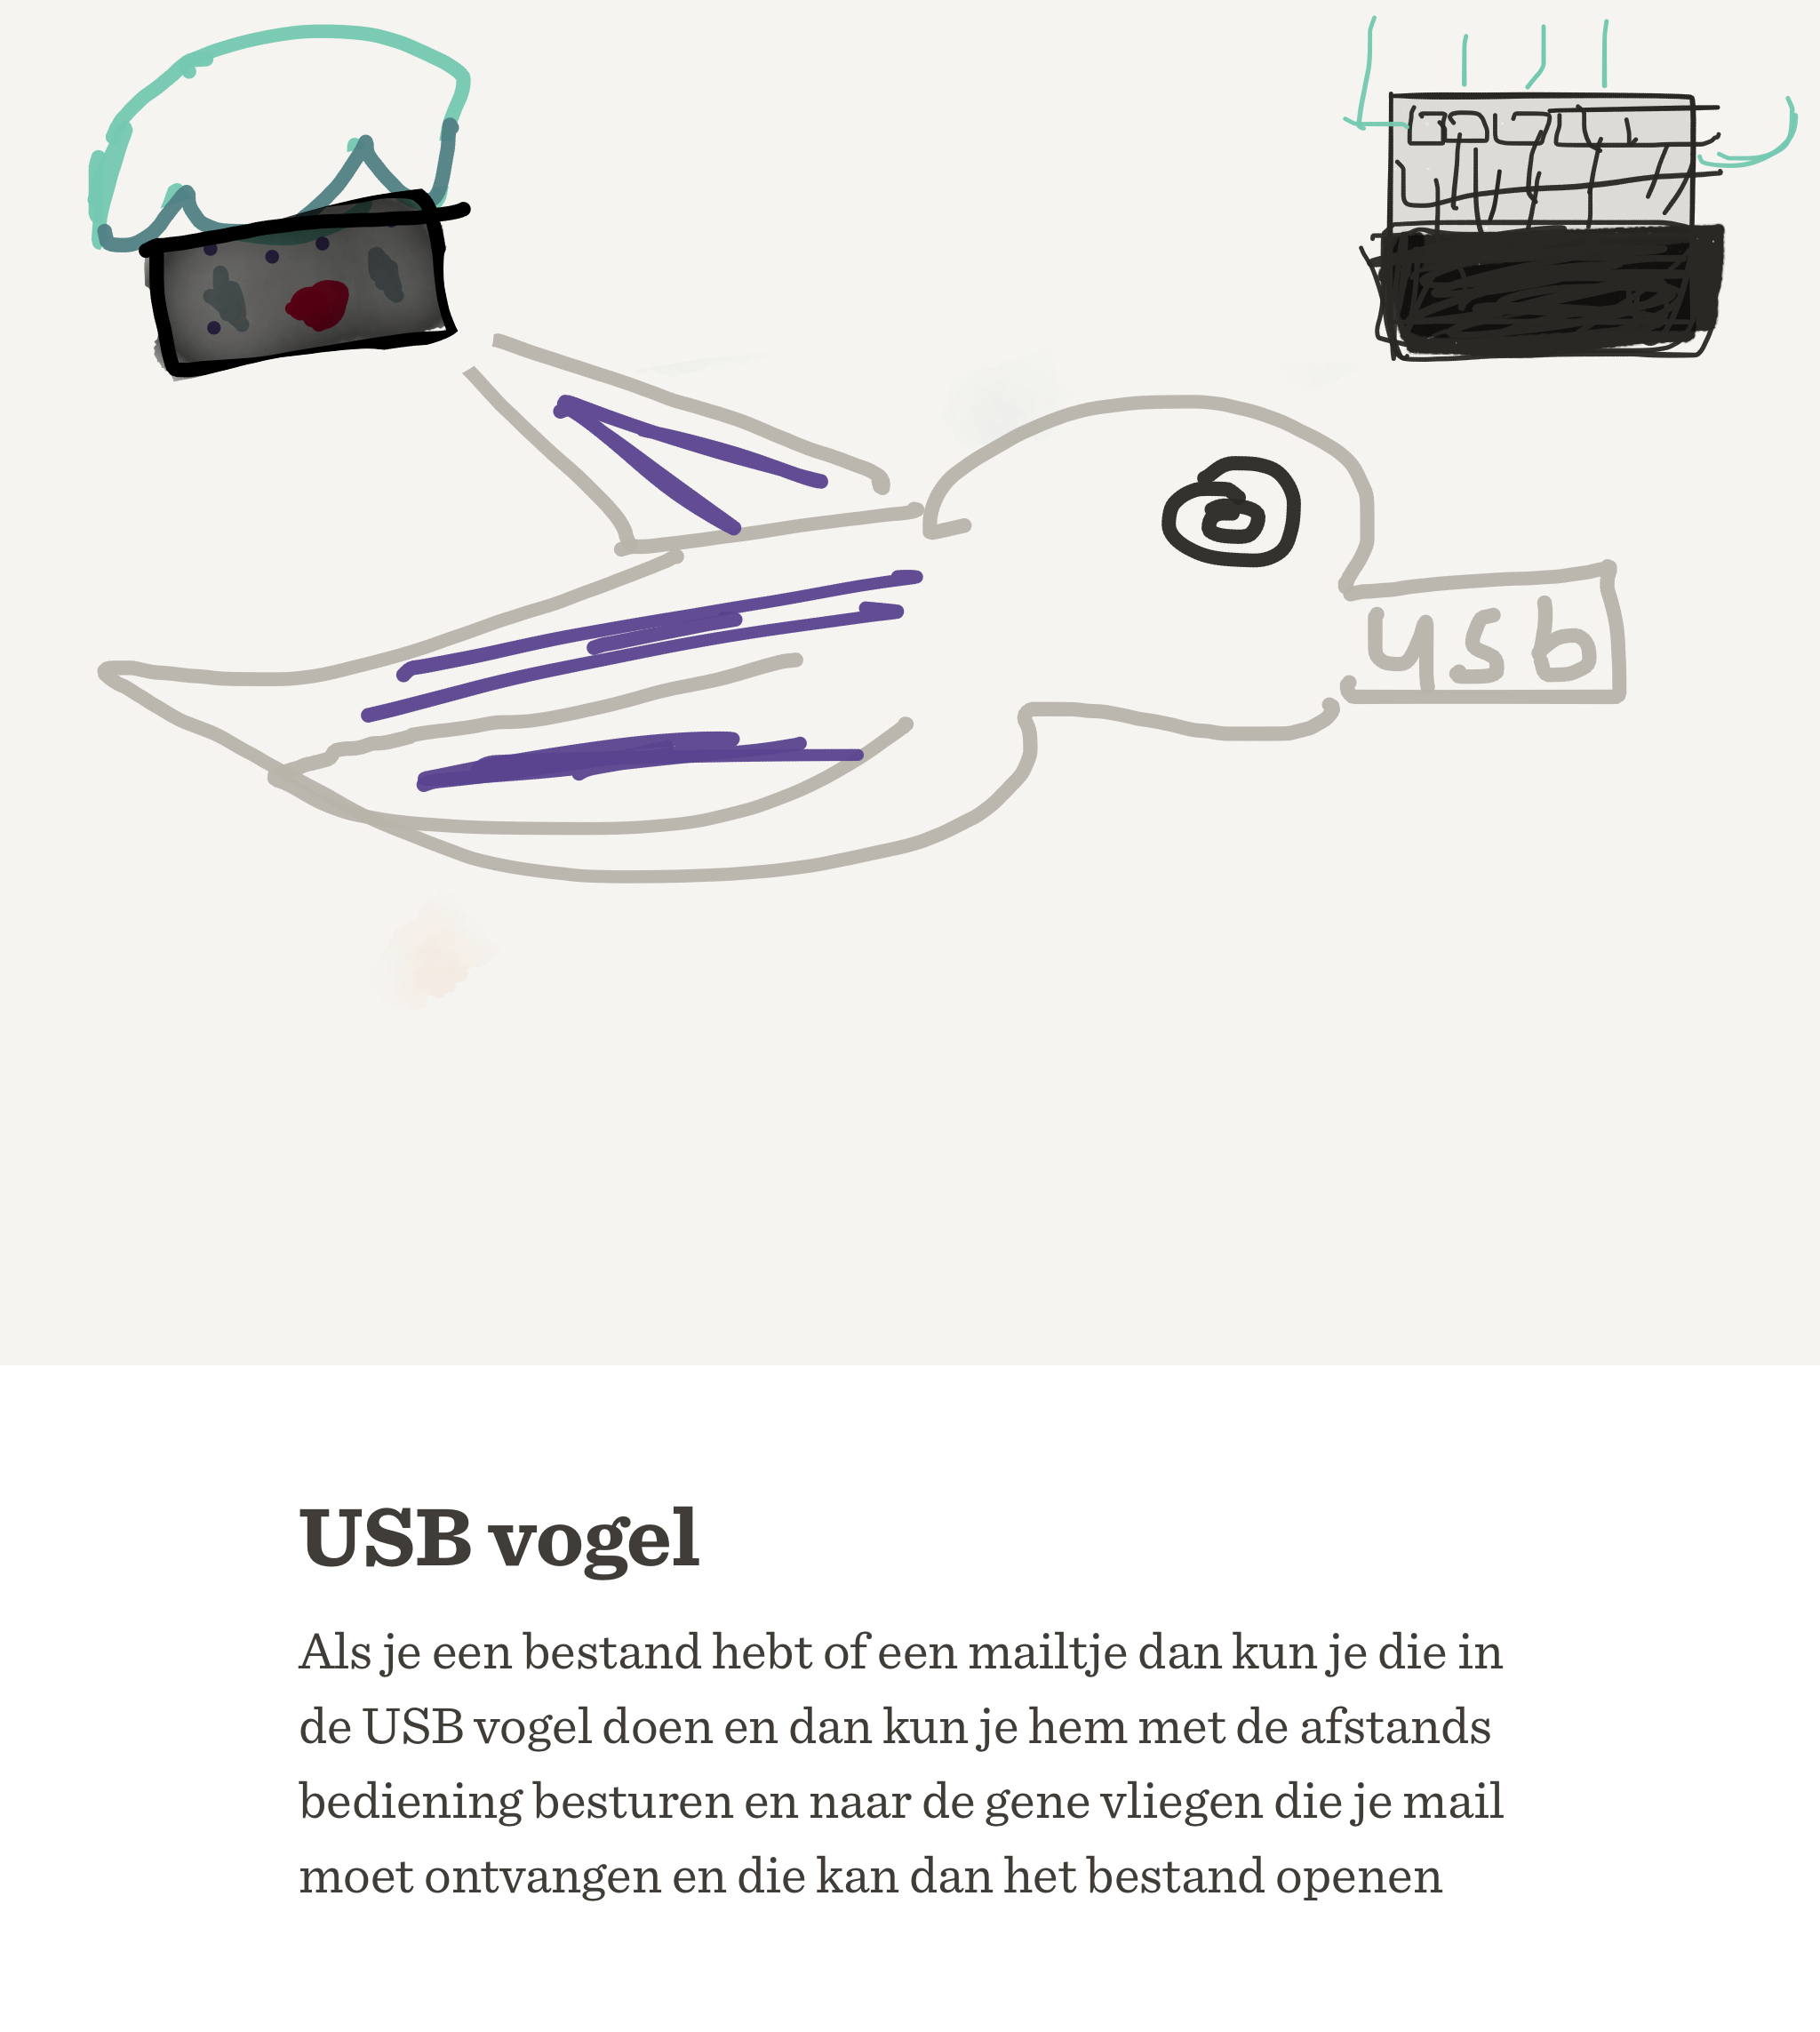 usb
USB vogel
Als je een bestand hebt of een mailtje dan kun je die in
de USB vogel doen en dan kun je hem met de afstands
bediening besturen en naar de gene vliegen die je mail
moet ontvangen en die kan dan het bestand openen